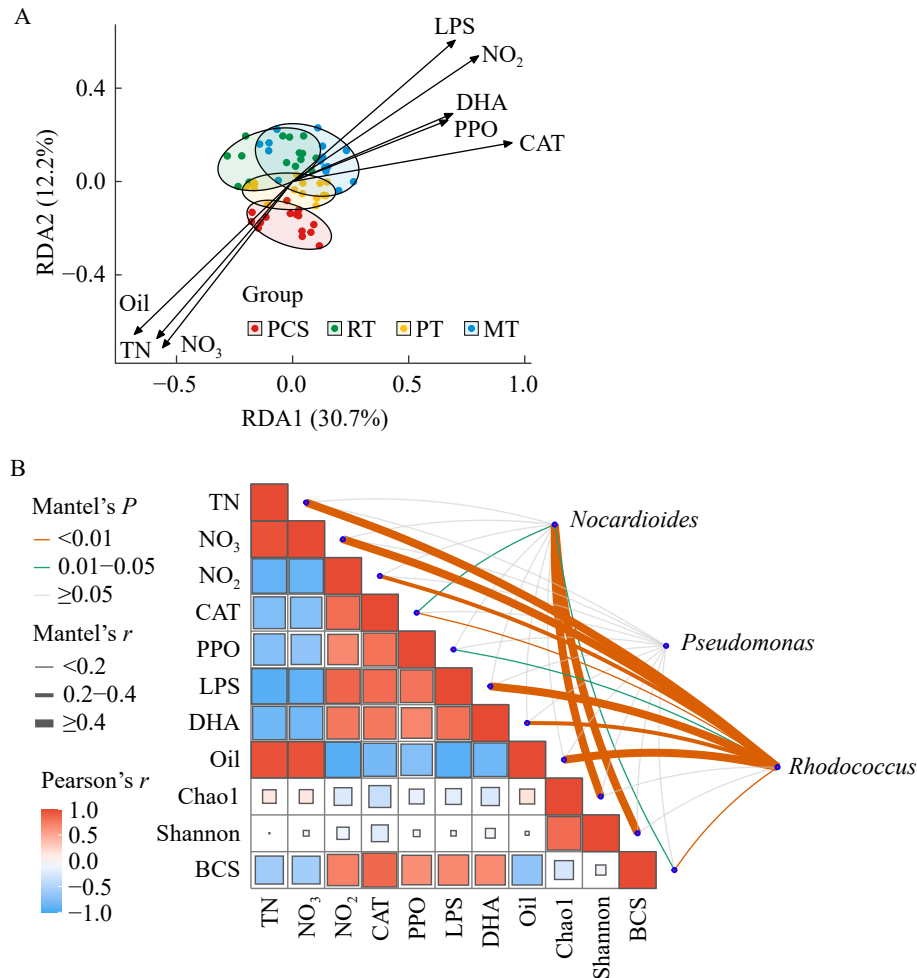 A
LPS
NO₂
DHA
PPO
CAT
0.4
0.0
−0.4
RDA2 (12.2%)
Oil
TN
NO₃
Group
PCS RT PT MT
−0.5 0.0 0.5 1.0
RDA1 (30.7%)
B
Mantel's P
<0.01
0.01−0.05
≥0.05
Mantel's r
<0.2
0.2−0.4
≥0.4
Pearson's r
1.0
0.5
0.0
−0.5
−1.0
TN
NO₃
NO₂
CAT
PPO
LPS
DHA
Oil
Chao1
Shannon
BCS
TN NO₃ NO₂ CAT PPO LPS DHA Oil Chao1 Shannon BCS
Nocardioides
Pseudomonas
Rhodococcus